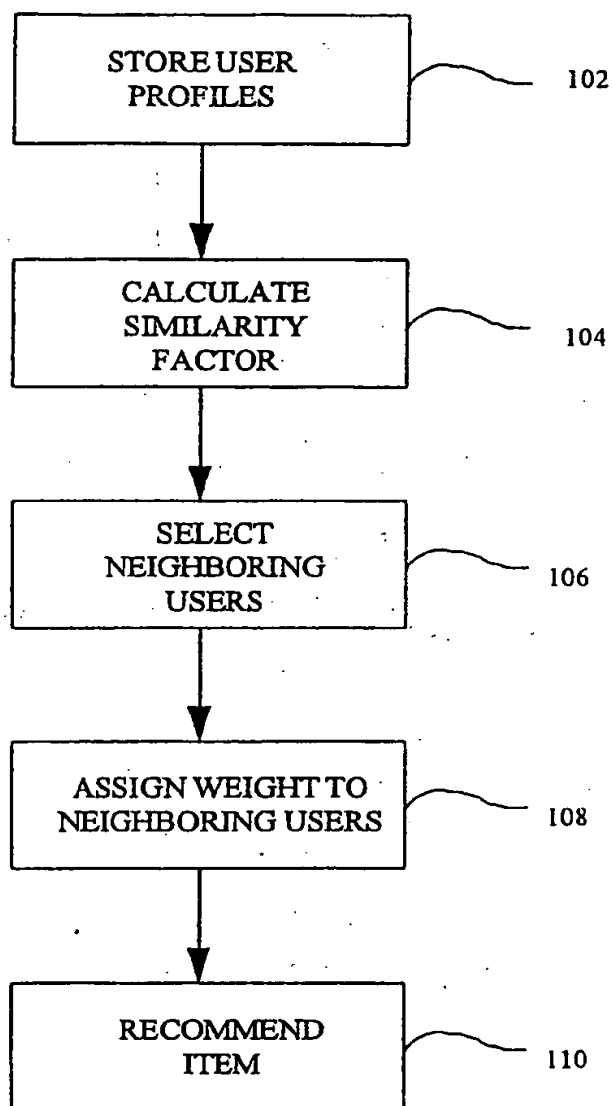 STORE USER
PROFILES
102
CALCULATE
SIMILARITY
FACTOR
104
SELECT
NEIGHBORING
USERS
106
ASSIGN WEIGHT TO
NEIGHBORING USERS
108
RECOMMEND
ITEM
110